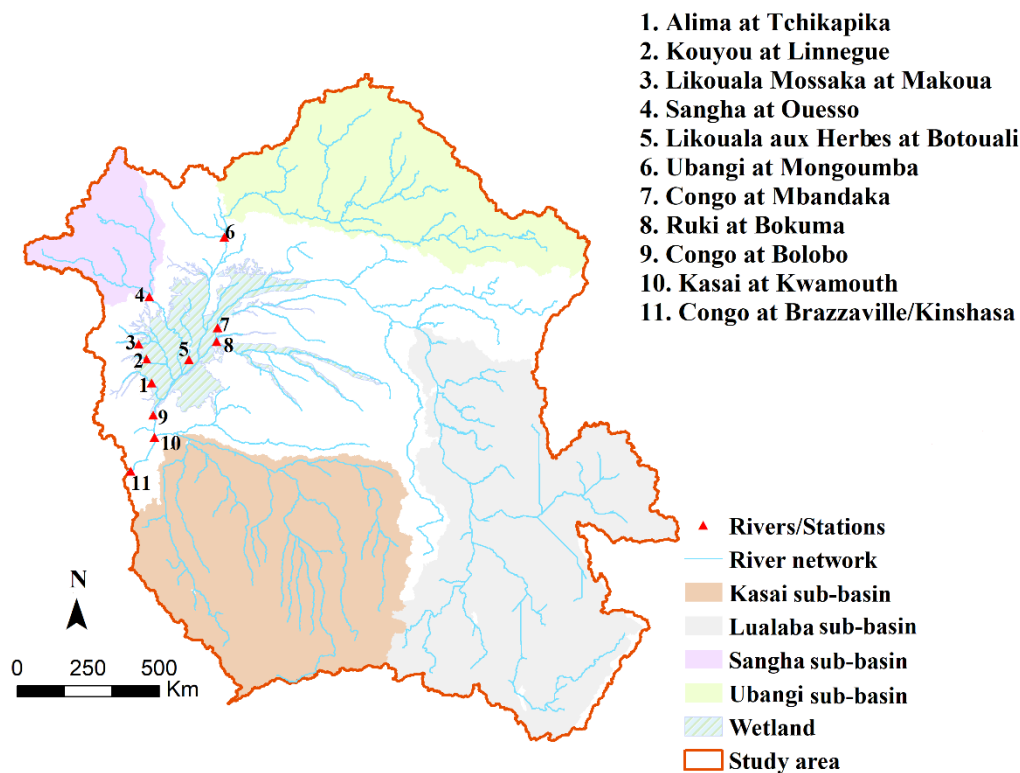 1. Alima at Tchikapika
2. Kouyou at Linnegue
3. Likouala Mossaka at Makoua
4. Sangha at Ouesso
5. Likouala aux Herbes at Botouali
6. Ubangi at Mongoumba
7. Congo at Mbandaka
8. Ruki at Bokuma
9. Congo at Bolobo
10. Kasai at Kwamouth
11. Congo at Brazzaville/Kinshasa
6
4
7
3
8
2
5
1
9
10
11
N
0 250 500
Km
Rivers/Stations
River network
Kasai sub-basin
Lualaba sub-basin
Sangha sub-basin
Ubangi sub-basin
Wetland
Study area